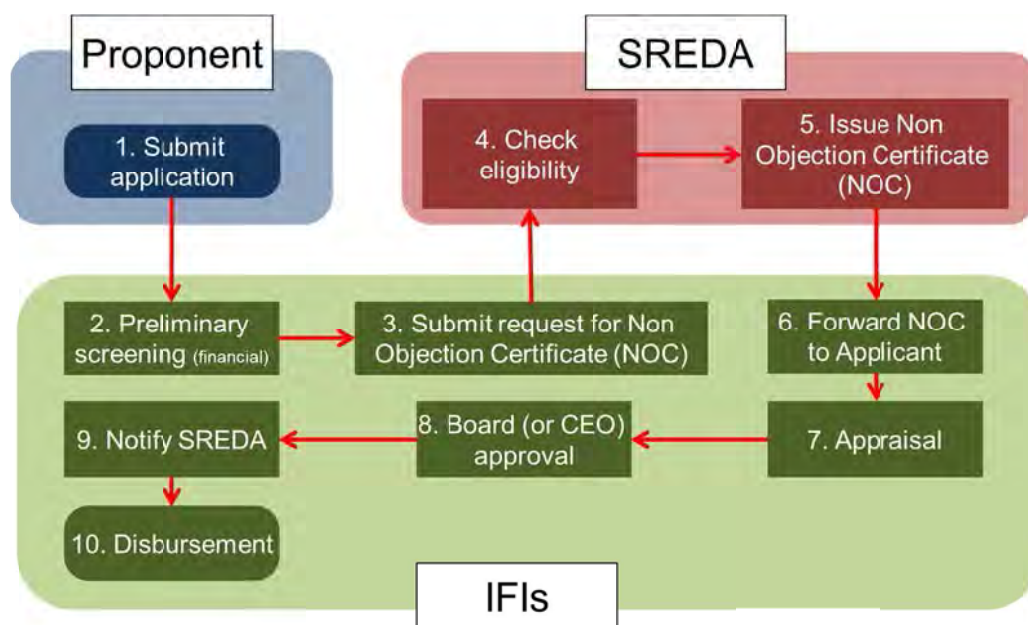 Proponent
SREDA
1. Submit
application
4. Check
eligibility
5. Issue Non
Objection Certificate
(NOC)
2. Preliminary
screening (financial)
3. Submit request for Non
Objection Certificate (NOC)
6. Forward NOC
to Applicant
9. Notify SREDA
8. Board (or CEO)
approval
7. Appraisal
10. Disbursement
IFIs